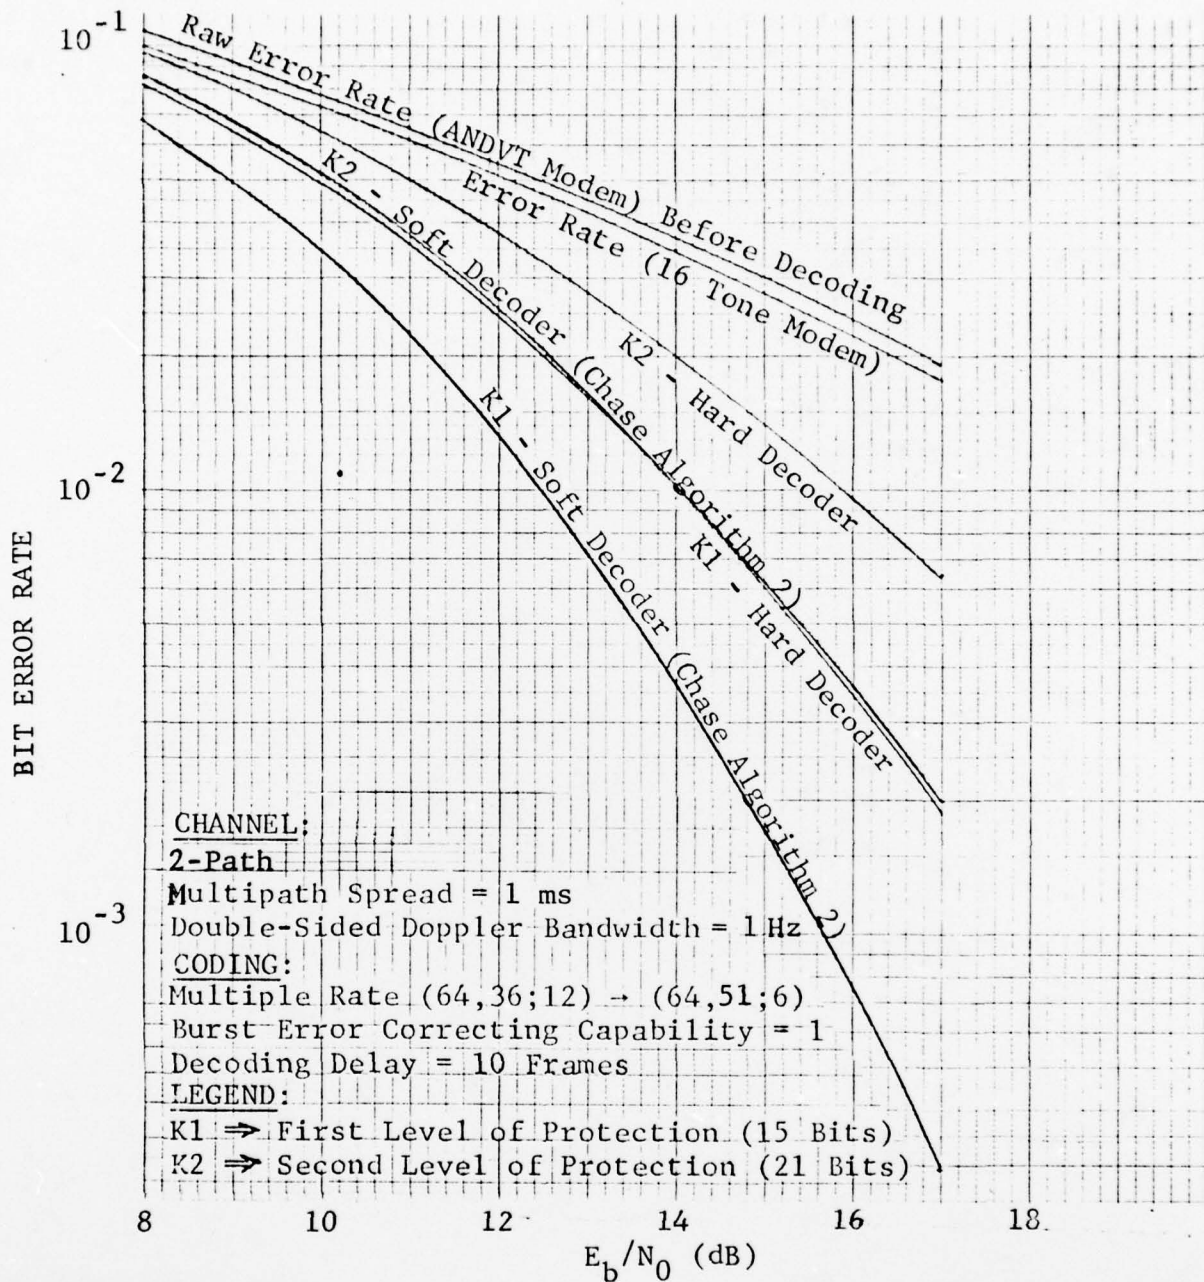 10-1
Raw Error Rate (ANDVT Modem) Before Decoding
Error Rate (16 Tone Modem)
K2 - Hard Decoder
K2 - Soft Decoder (Chase Algorithm 2)
K1 - Hard Decoder
K1 - Soft Decoder (Chase Algorithm 2)
10-2
BIT ERROR RATE
10-3
CHANNEL:
2-Path
Multipath Spread = 1 ms
Double-Sided Doppler Bandwidth = 1 Hz
CODING:
Multiple Rate (64,36;12) → (64,51;6)
Burst Error Correcting Capability = 1
Decoding Delay = 10 Frames
LEGEND:
K1 ⇒ First Level of Protection (15 Bits)
K2 ⇒ Second Level of Protection (21 Bits)
8 10 12 14 16 18
Eb/N0 (dB)